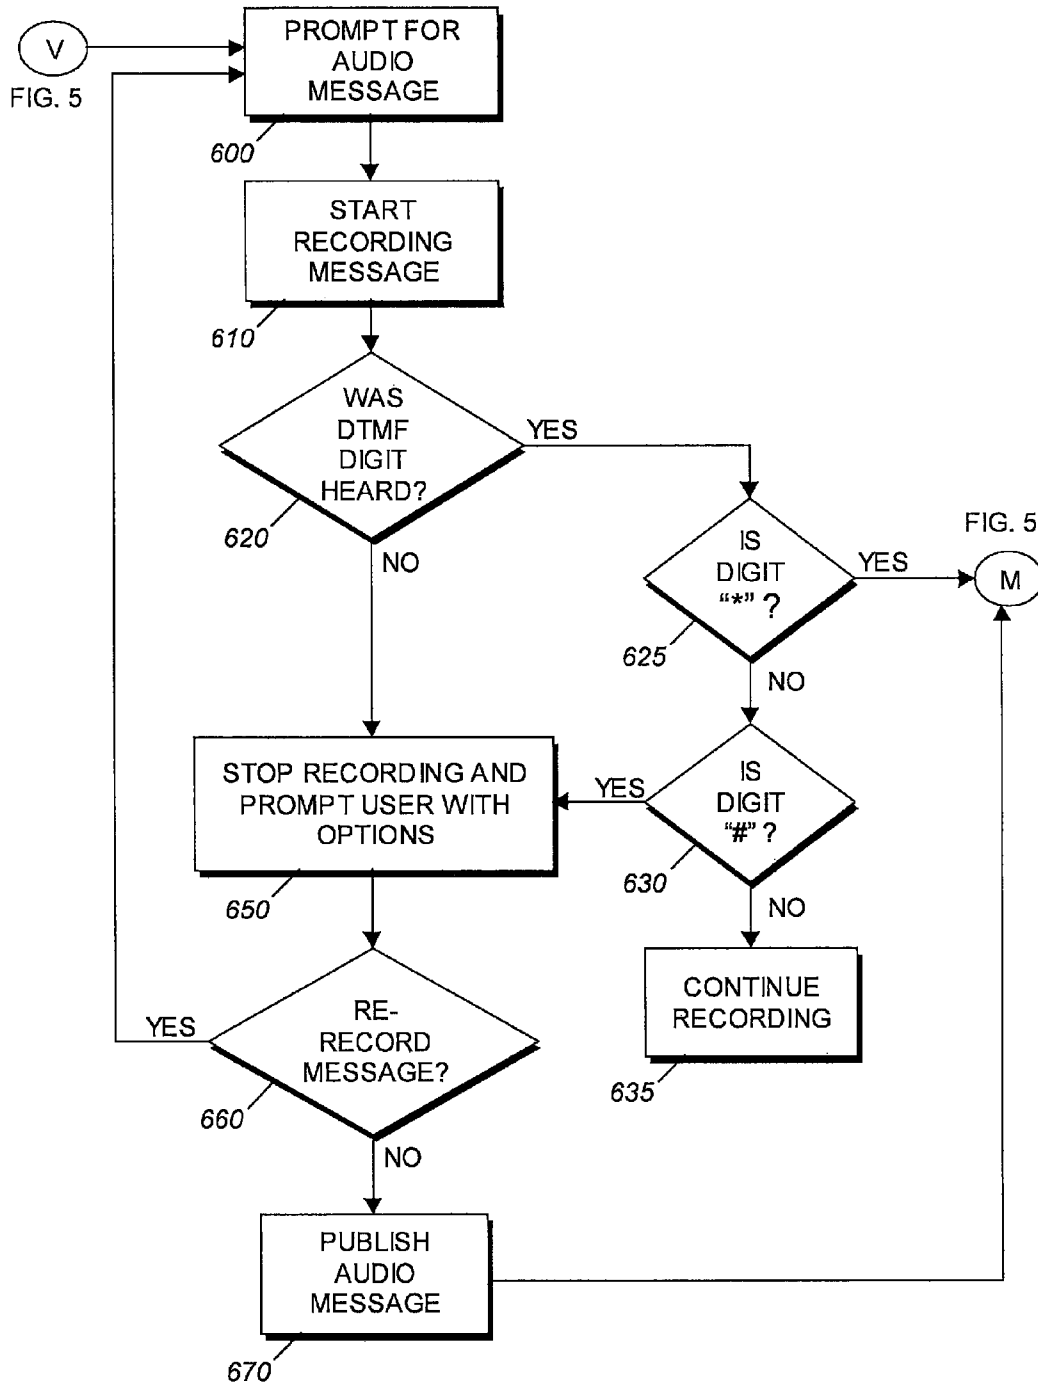 V
FIG. 5
PROMPT FOR
AUDIO
MESSAGE
600
START
RECORDING
MESSAGE
610
WAS
DTMF
DIGIT
HEARD?
620
YES
NO
IS
DIGIT
“*” ?
625
YES
FIG. 5
M
NO
IS
DIGIT
“#” ?
630
YES
NO
CONTINUE
RECORDING
635
STOP RECORDING AND
PROMPT USER WITH
OPTIONS
650
RE-
RECORD
MESSAGE?
660
YES
NO
PUBLISH
AUDIO
MESSAGE
670